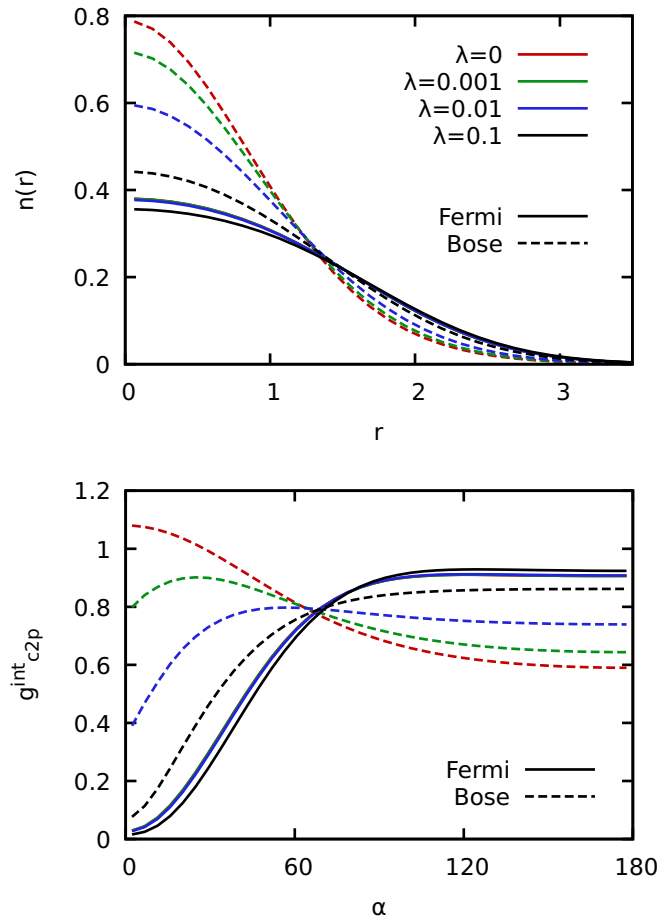 0.8
0.6
0.4
0.2
0
n(r)
λ=0
λ=0.001
λ=0.01
λ=0.1
Fermi
Bose
0 1 2 3
r
1.2
1
0.8
0.6
0.4
0.2
0
g^int_c2p
Fermi
Bose
0 60 120 180
α